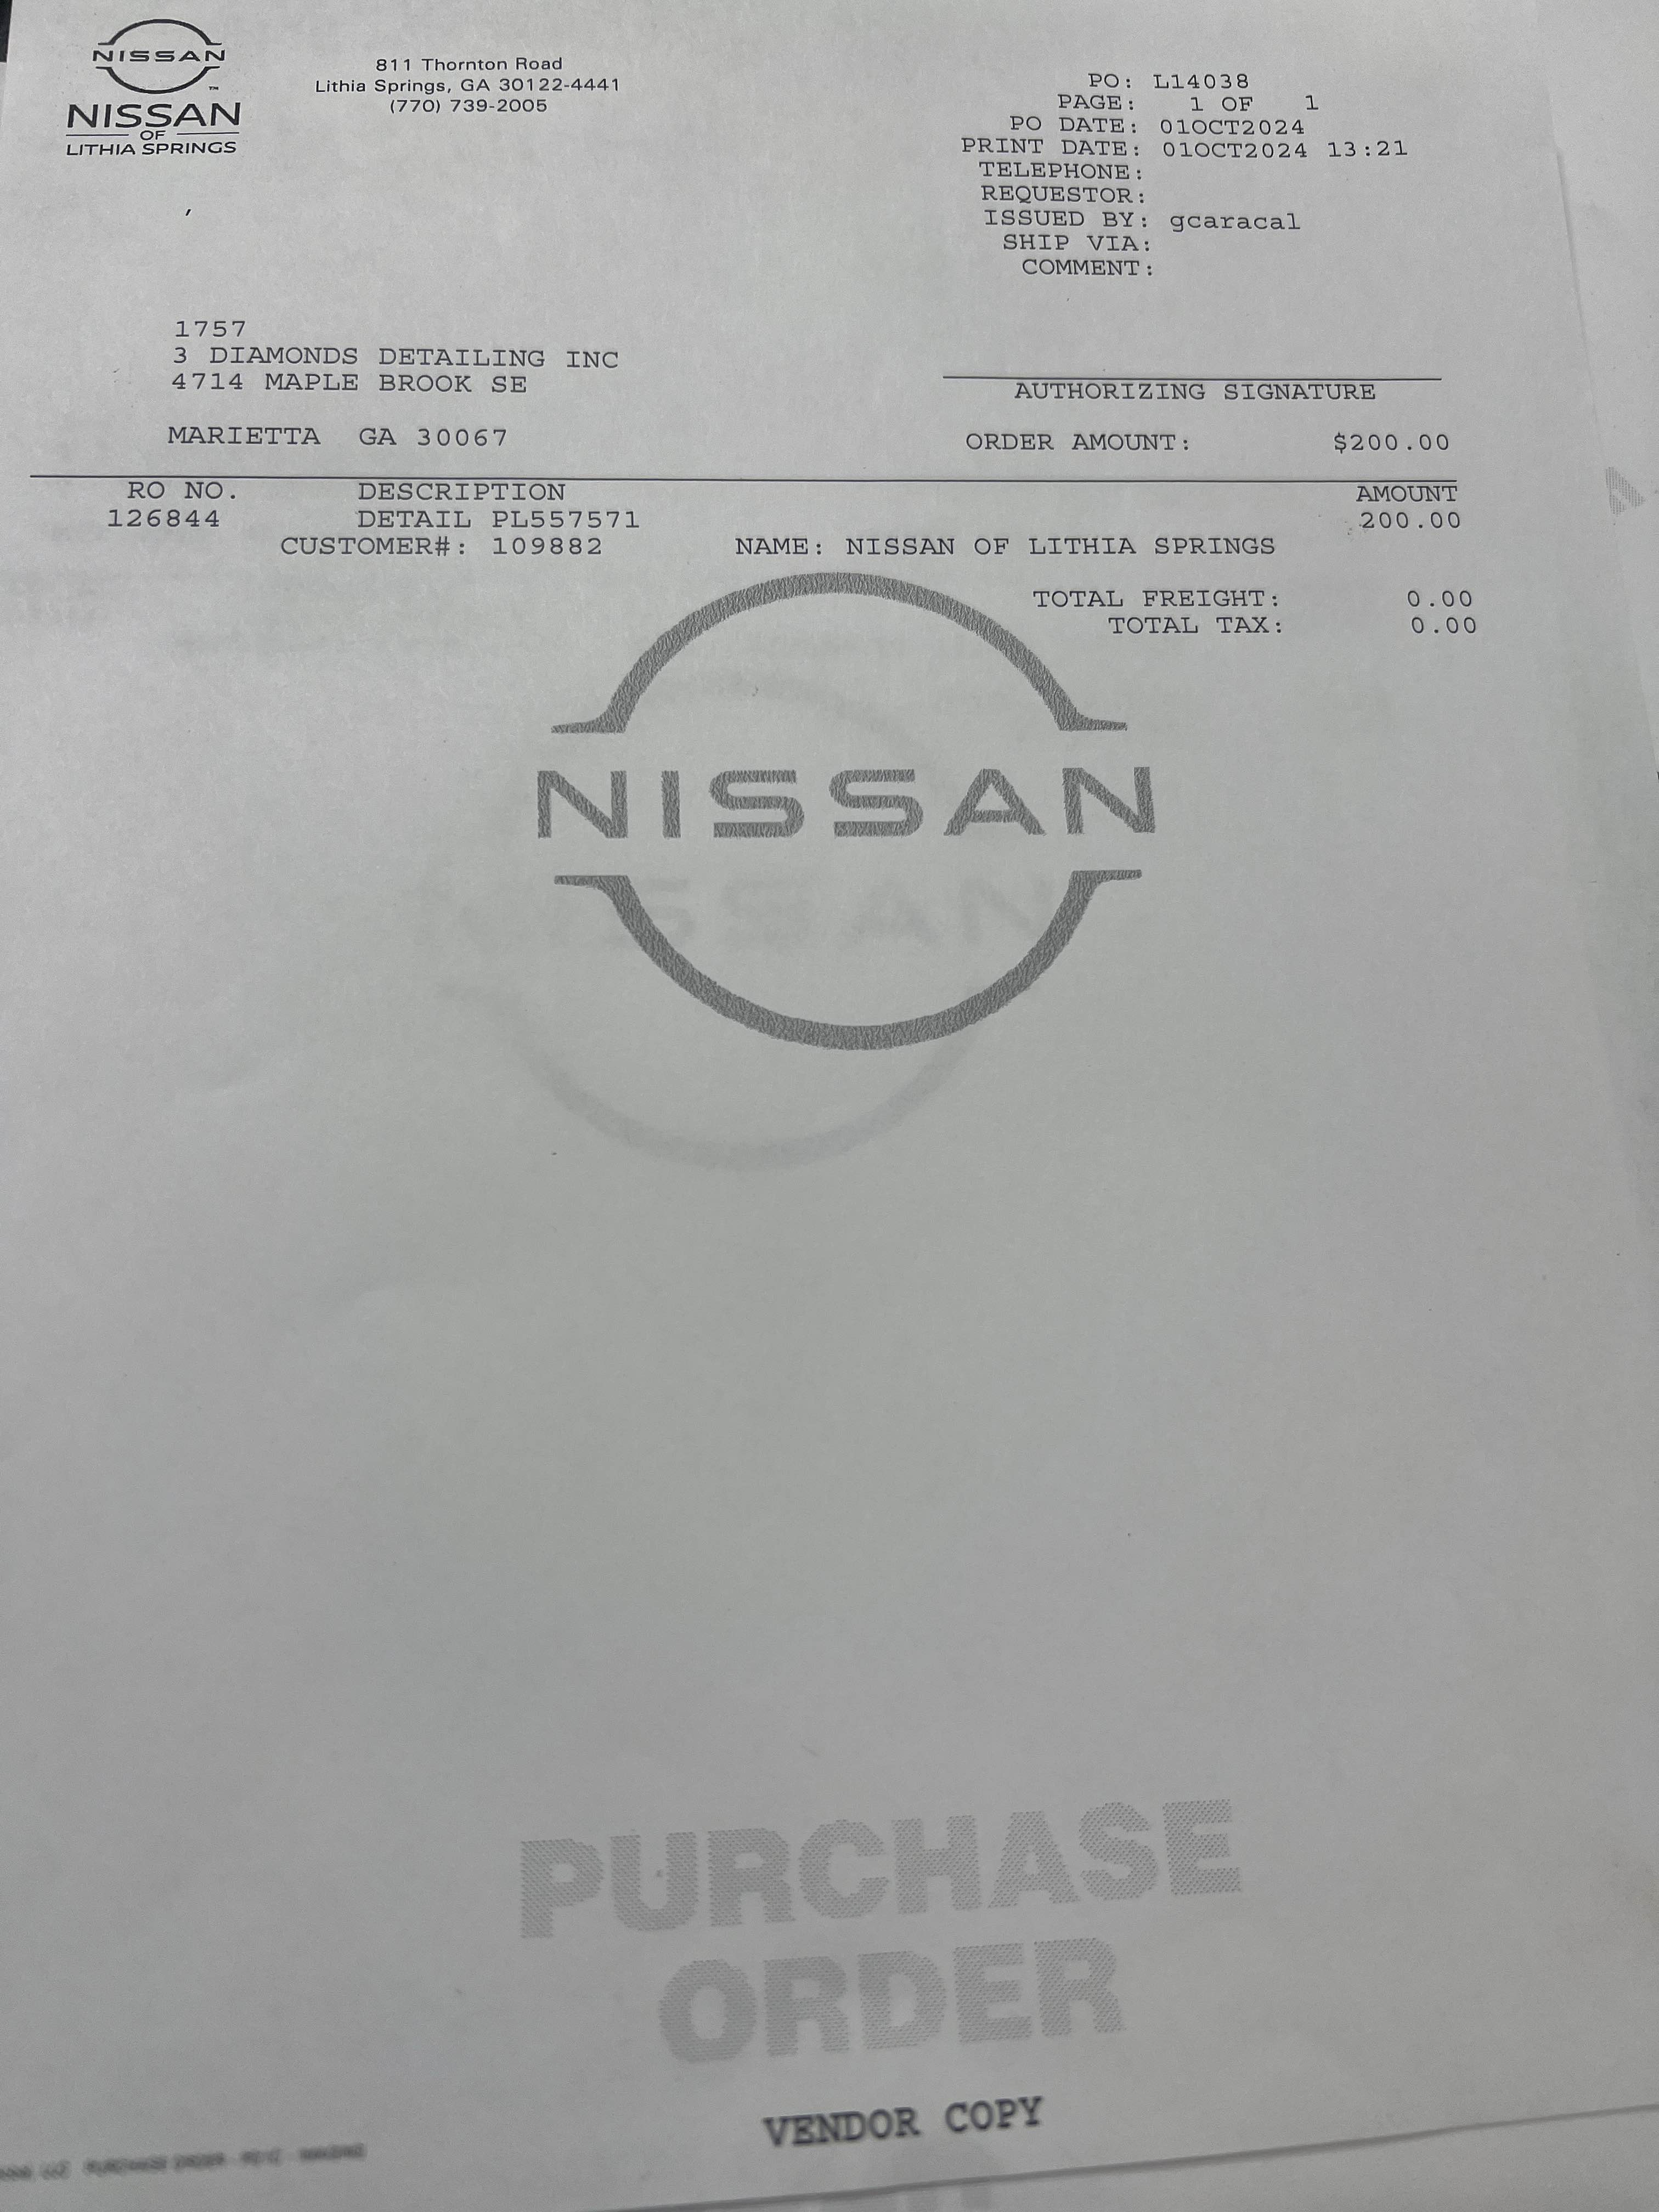 NISSAN
NISSAN
OF
LITHIA SPRINGS
811 Thornton Road
Lithia Springs, GA 30122-4441
(770) 739-2005
PO: L14038
PAGE: 1 OF 1
PO DATE: 01OCT2024
PRINT DATE: 01OCT2024 13:21
TELEPHONE:
REQUESTOR:
ISSUED BY: gcaracal
SHIP VIA:
COMMENT:
1757
3 DIAMONDS DETAILING INC
4714 MAPLE BROOK SE
MARIETTA GA 30067
AUTHORIZING SIGNATURE
ORDER AMOUNT: $200.00
RO NO. DESCRIPTION AMOUNT
126844 DETAIL PL557571 200.00
CUSTOMER#: 109882 NAME: NISSAN OF LITHIA SPRINGS
TOTAL FREIGHT: 0.00
TOTAL TAX: 0.00
NISSAN
PURCHASE
ORDER
VENDOR COPY